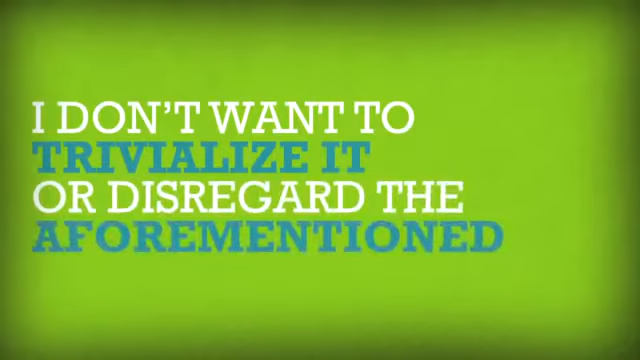 I DON'T WANT TO
TRIVIALIZE IT
OR DISREGARD THE
AFOREMENTIONED